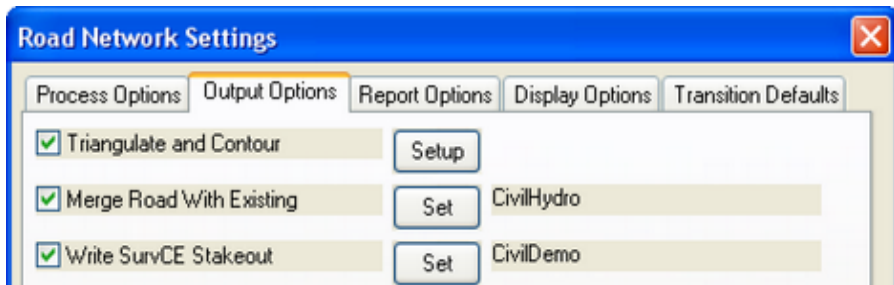 Road Network Settings
Process Options Output Options Report Options Display Options Transition Defaults
Triangulate and Contour Setup
Merge Road With Existing Set CivilHydro
Write SurvCE Stakeout Set CivilDemo